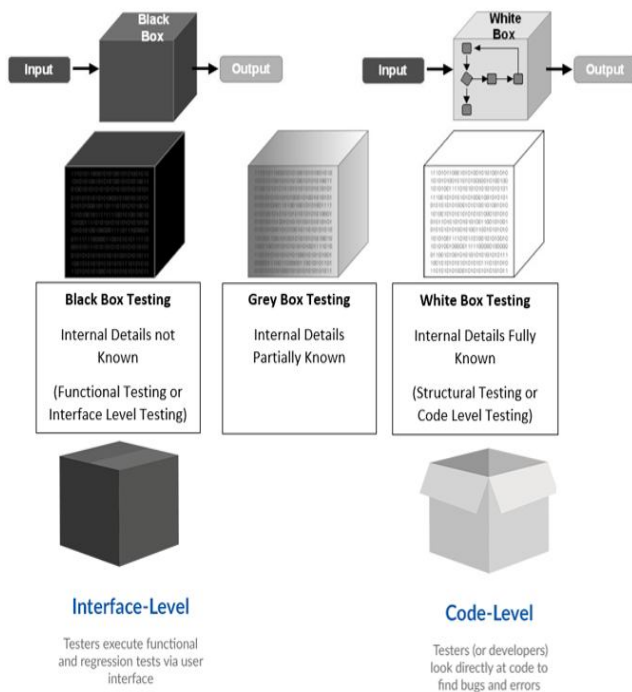 Black
Box
Input
Output
White
Box
Input
Output
Black Box Testing
Internal Details not
Known
(Functional Testing or
Interface Level Testing)
Grey Box Testing
Internal Details
Partially Known
White Box Testing
Internal Details Fully
Known
(Structural Testing or
Code Level Testing)
Interface-Level
Testers execute functional
and regression tests via user
interface
Code-Level
Testers (or developers)
look directly at code to
find bugs and errors